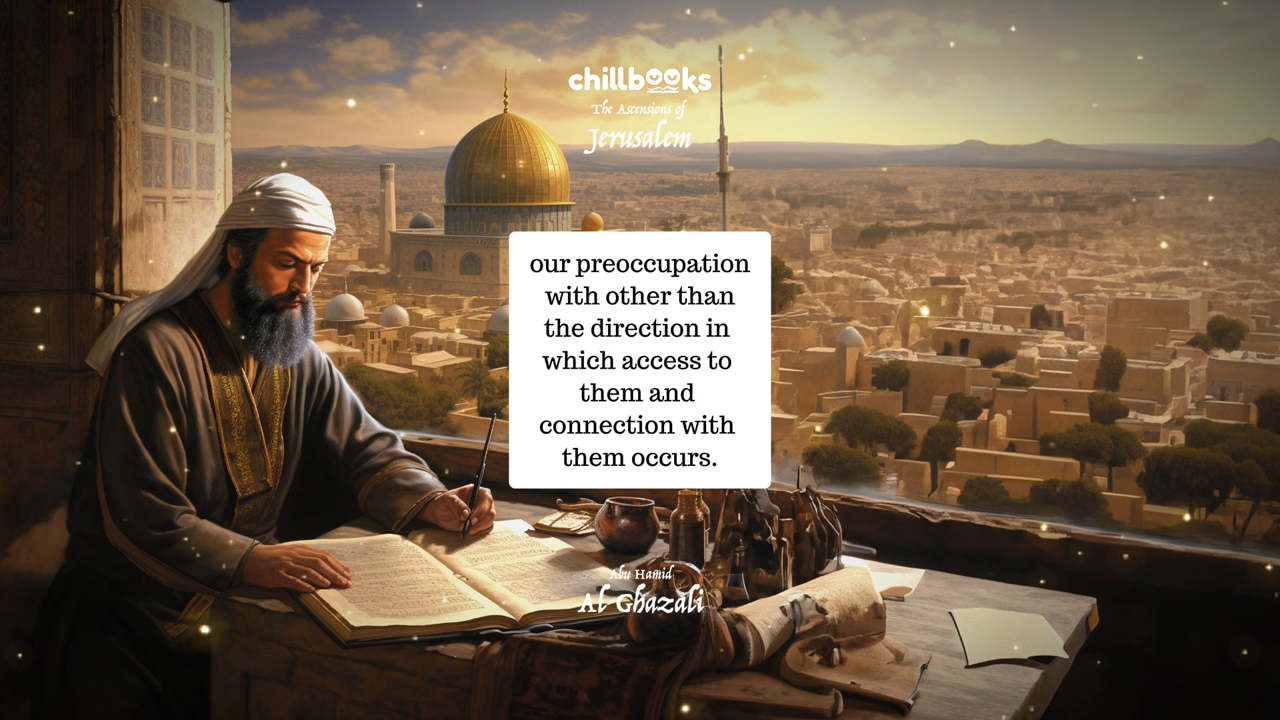 chillbooks
The Ascensions of
Jerusalem
our preoccupation
with other than
the direction in
which access to
them and
connection with
them occurs.
Abu Hamid
Al-Ghazali